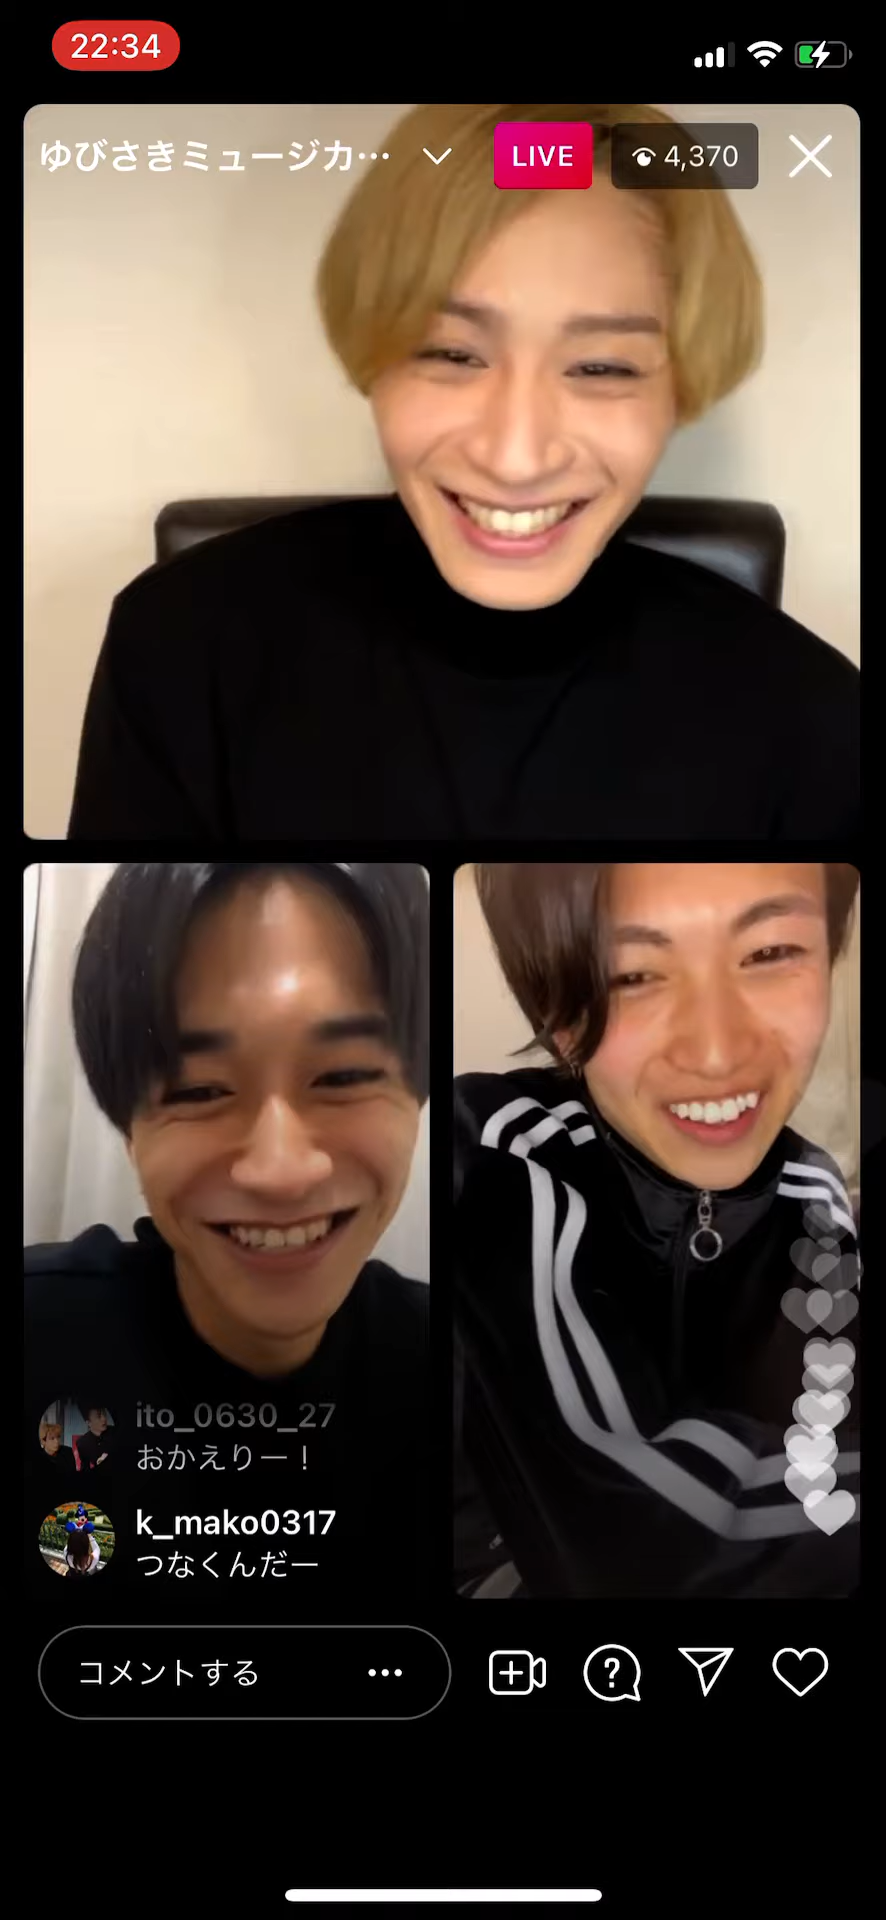 22:34
ゆびさきミュージカ…
LIVE
4,370
ito_0630_27
おかえりー！
k_mako0317
つなくんだー
コメントする